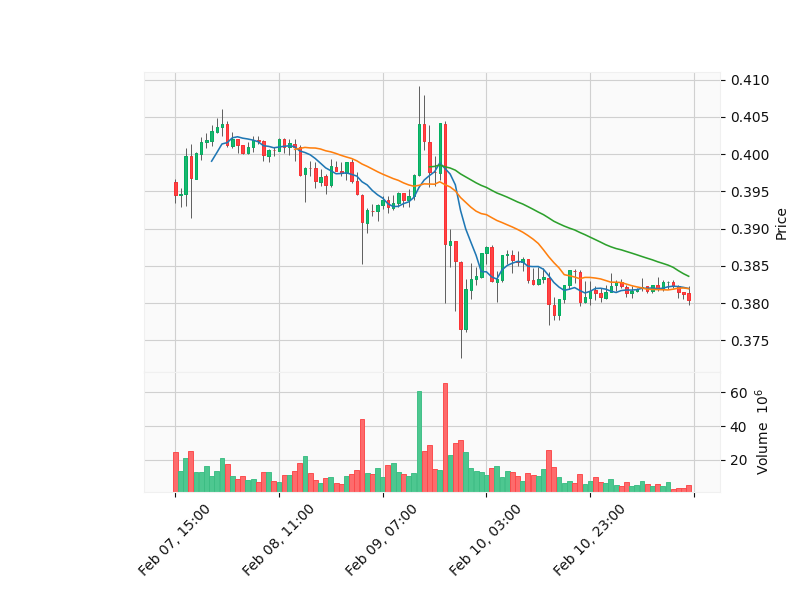 0.410
0.405
0.400
0.395
0.390
0.385
0.380
0.375
Price
60
40
20
Volume 10⁶
Feb 07, 15:00
Feb 08, 11:00
Feb 09, 07:00
Feb 10, 03:00
Feb 10, 23:00